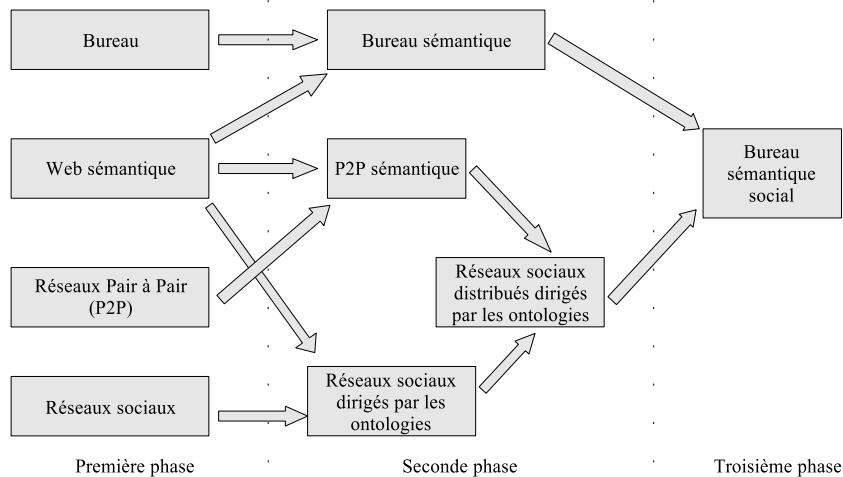 Bureau
Bureau sémantique
Web sémantique
P2P sémantique
Bureau
sémantique
social
Réseaux Pair à Pair
(P2P)
Réseaux sociaux
distribués dirigés
par les ontologies
Réseaux sociaux
Réseaux sociaux
dirigés par les
ontologies
Première phase
Seconde phase
Troisième phase